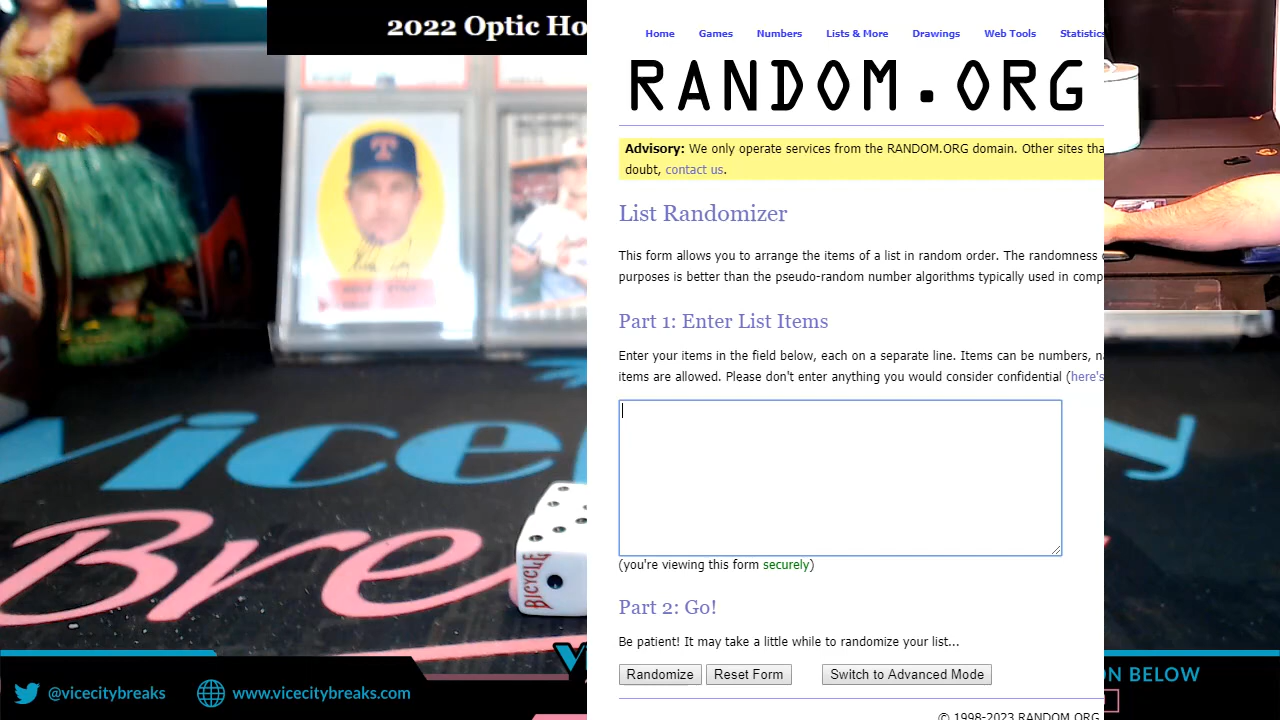 2022 Optic Ho
Home Games Numbers Lists & More Drawings Web Tools Statistics
RANDOM.ORG
Advisory: We only operate services from the RANDOM.ORG domain. Other sites tha
doubt, contact us.
List Randomizer
This form allows you to arrange the items of a list in random order. The randomness
purposes is better than the pseudo-random number algorithms typically used in comp
Part 1: Enter List Items
Enter your items in the field below, each on a separate line. Items can be numbers, na
items are allowed. Please don't enter anything you would consider confidential (here's
(you're viewing this form securely)
Part 2: Go!
Be patient! It may take a little while to randomize your list...
Randomize Reset Form Switch to Advanced Mode
© 1998-2023 RANDOM.ORG
T
Vice
y
Bre
BICYCLE
@vicecitybreaks www.vicecitybreaks.com
ON BELOW